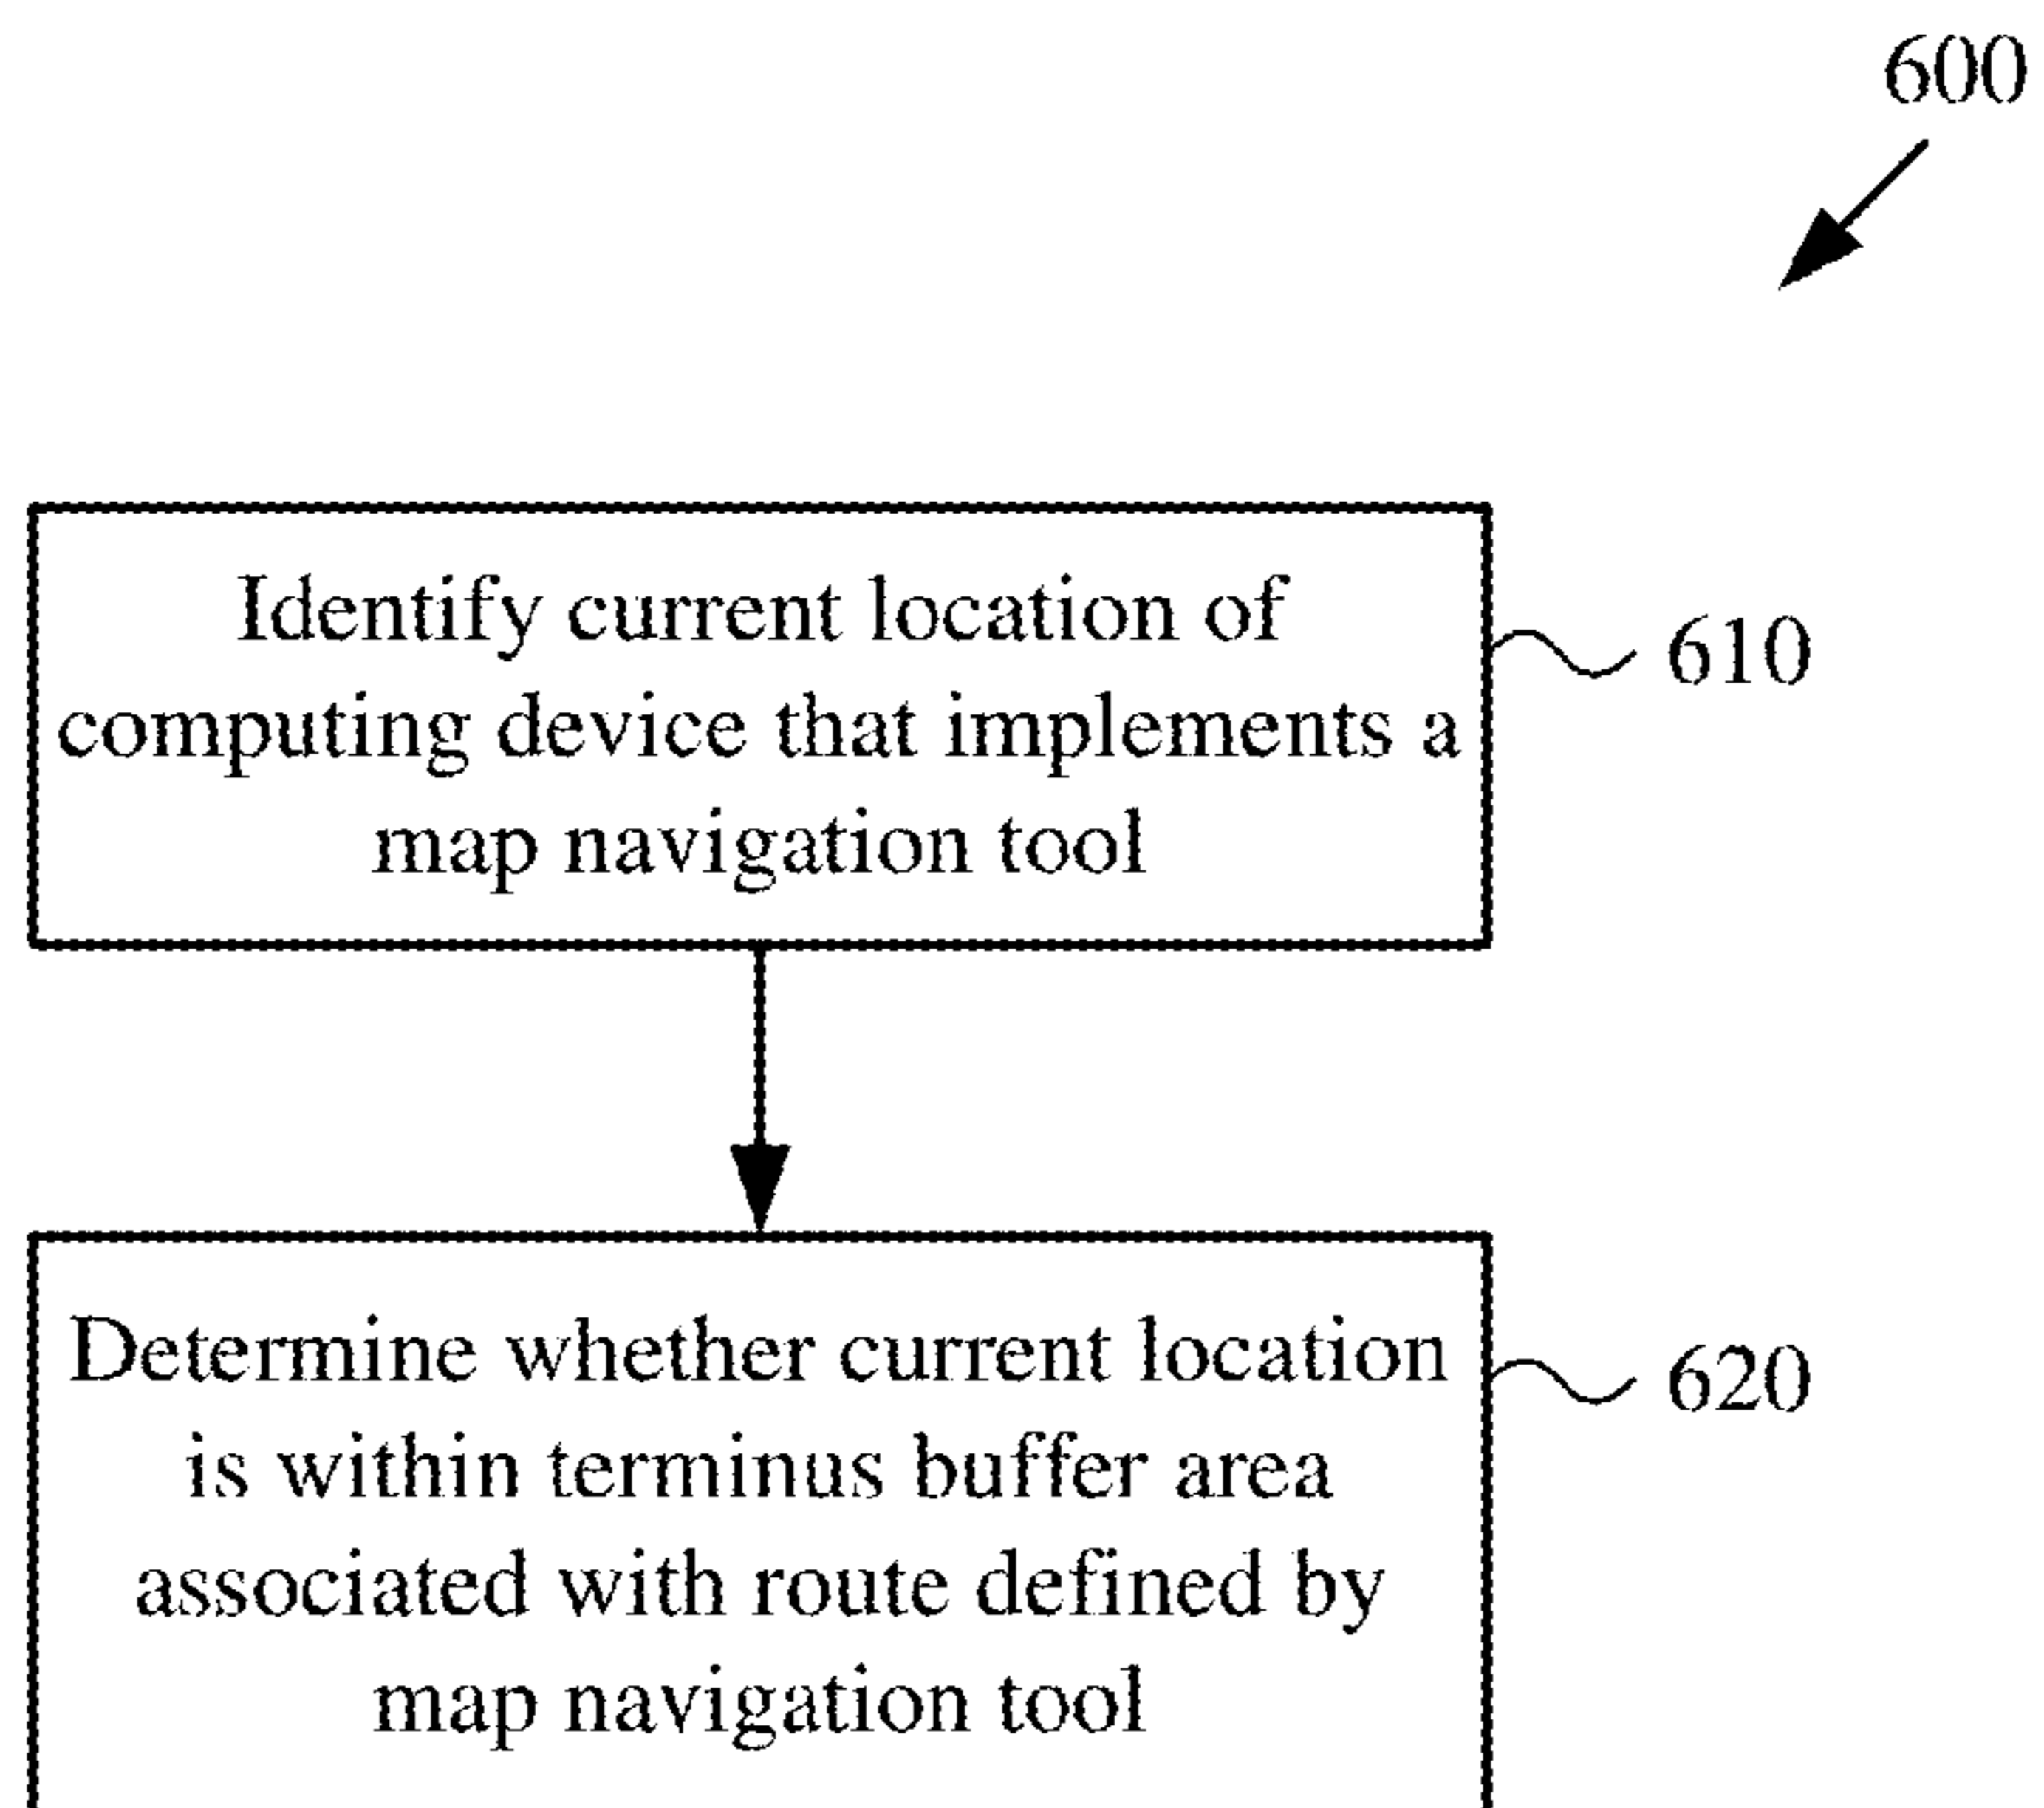 600
Identify current location of
computing device that implements a
map navigation tool
610
Determine whether current location
is within terminus buffer area
associated with route defined by
map navigation tool
620